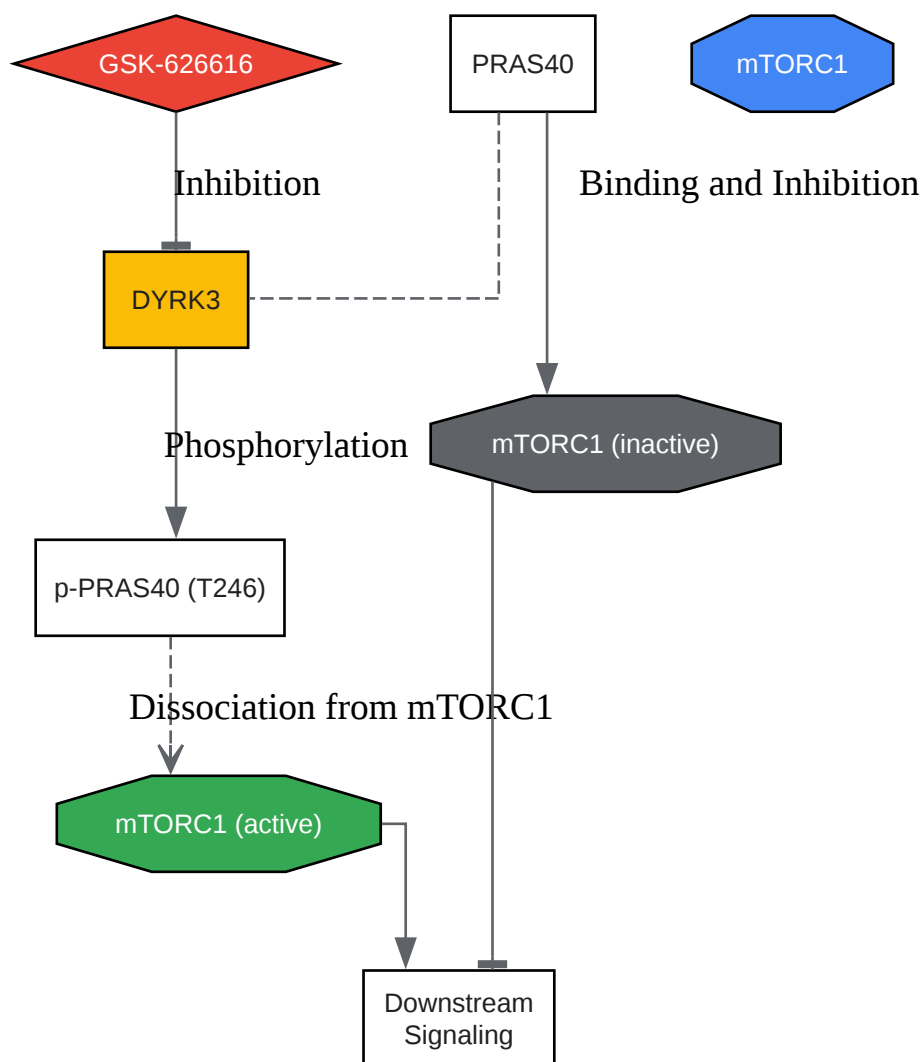 GSK-626616
PRAS40
mTORC1
Inhibition
Binding and Inhibition
DYRK3
Phosphorylation
mTORC1 (inactive)
p-PRAS40 (T246)
Dissociation from mTORC1
mTORC1 (active)
Downstream
Signaling